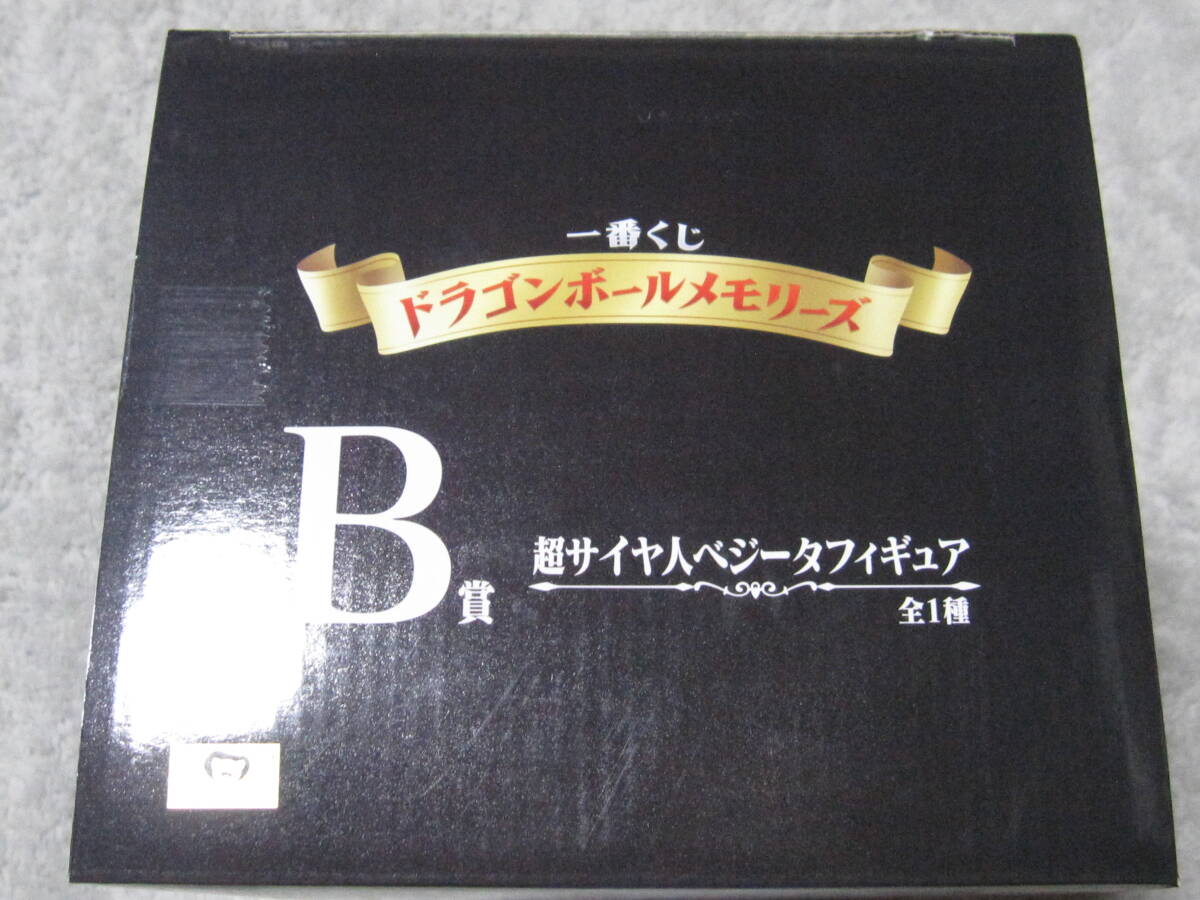 一番くじ
ドラゴンボールメモリーズ
B賞
超サイヤ人ベジータフィギュア
全1種